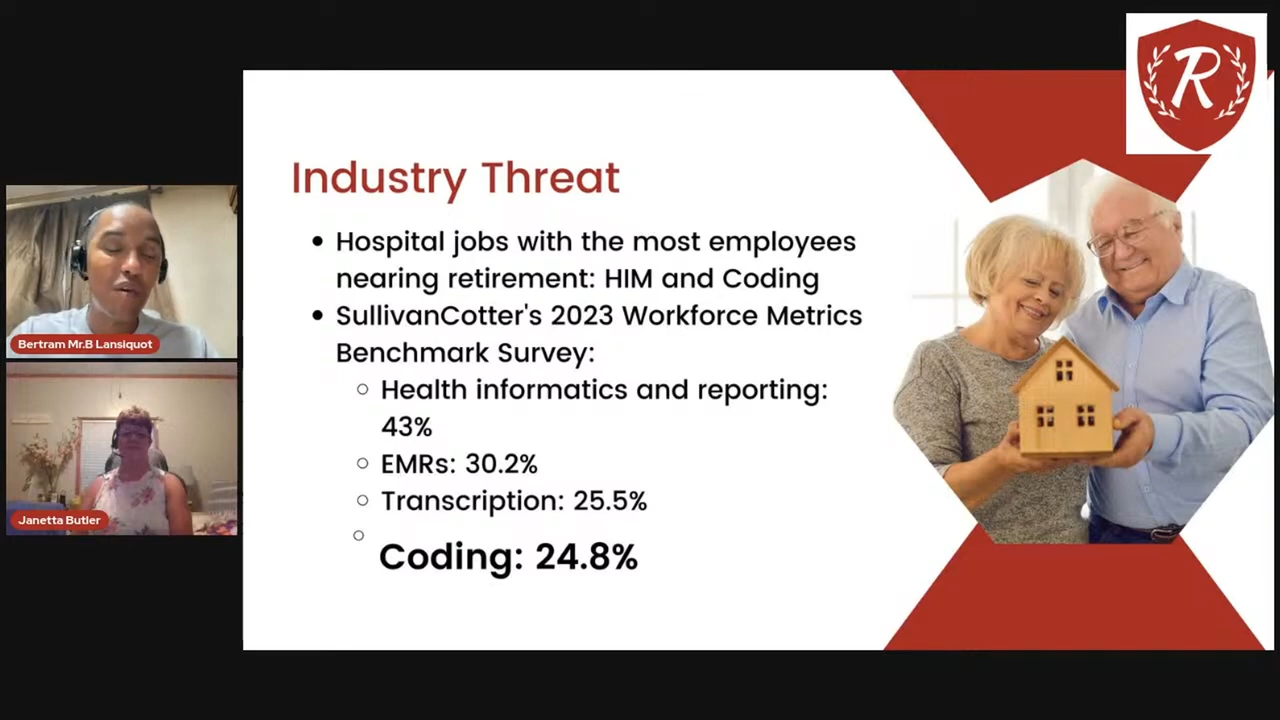 R
Industry Threat
Hospital jobs with the most employees
nearing retirement: HIM and Coding
SullivanCotter's 2023 Workforce Metrics
Benchmark Survey:
Health informatics and reporting:
43%
EMRs: 30.2%
Transcription: 25.5%
Coding: 24.8%
Bertram Mr.B Lansiquot
Janetta Butler